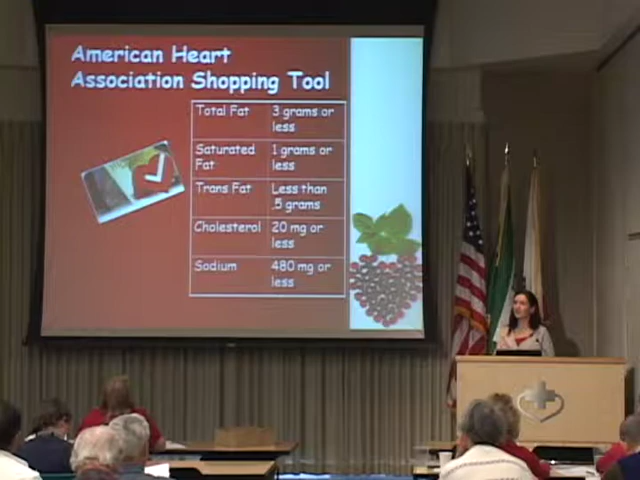 American Heart
Association Shopping Tool
Total Fat
3 grams or
less
Saturated
Fat
1 grams or
less
Trans Fat
Less than
.5 grams
Cholesterol
20 mg or
less
Sodium
480 mg or
less